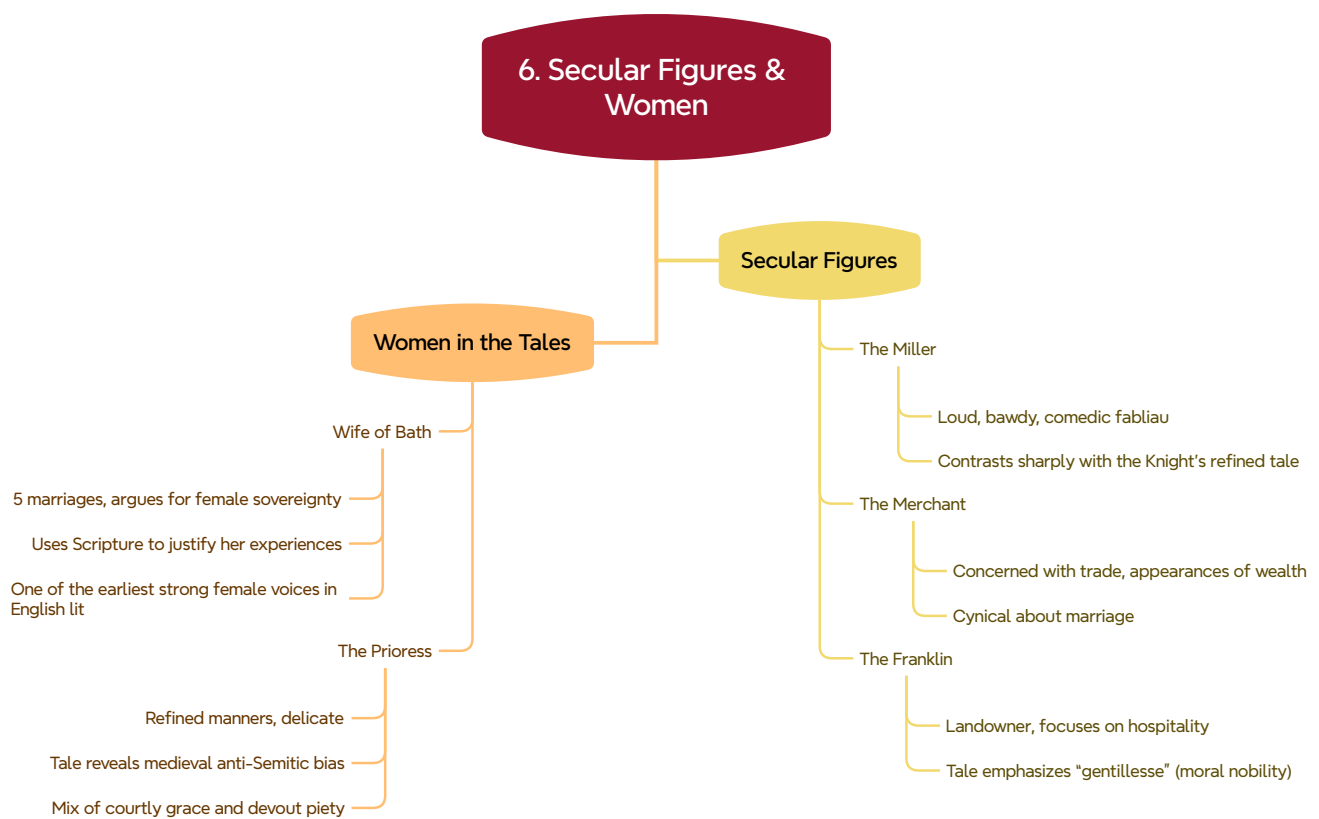 6. Secular Figures &
Women
Women in the Tales
Wife of Bath
5 marriages, argues for female sovereignty
Uses Scripture to justify her experiences
One of the earliest strong female voices in
English lit
The Prioress
Refined manners, delicate
Tale reveals medieval anti-Semitic bias
Mix of courtly grace and devout piety
Secular Figures
The Miller
Loud, bawdy, comedic fabliau
Contrasts sharply with the Knight’s refined tale
The Merchant
Concerned with trade, appearances of wealth
Cynical about marriage
The Franklin
Landowner, focuses on hospitality
Tale emphasizes “gentillesse” (moral nobility)